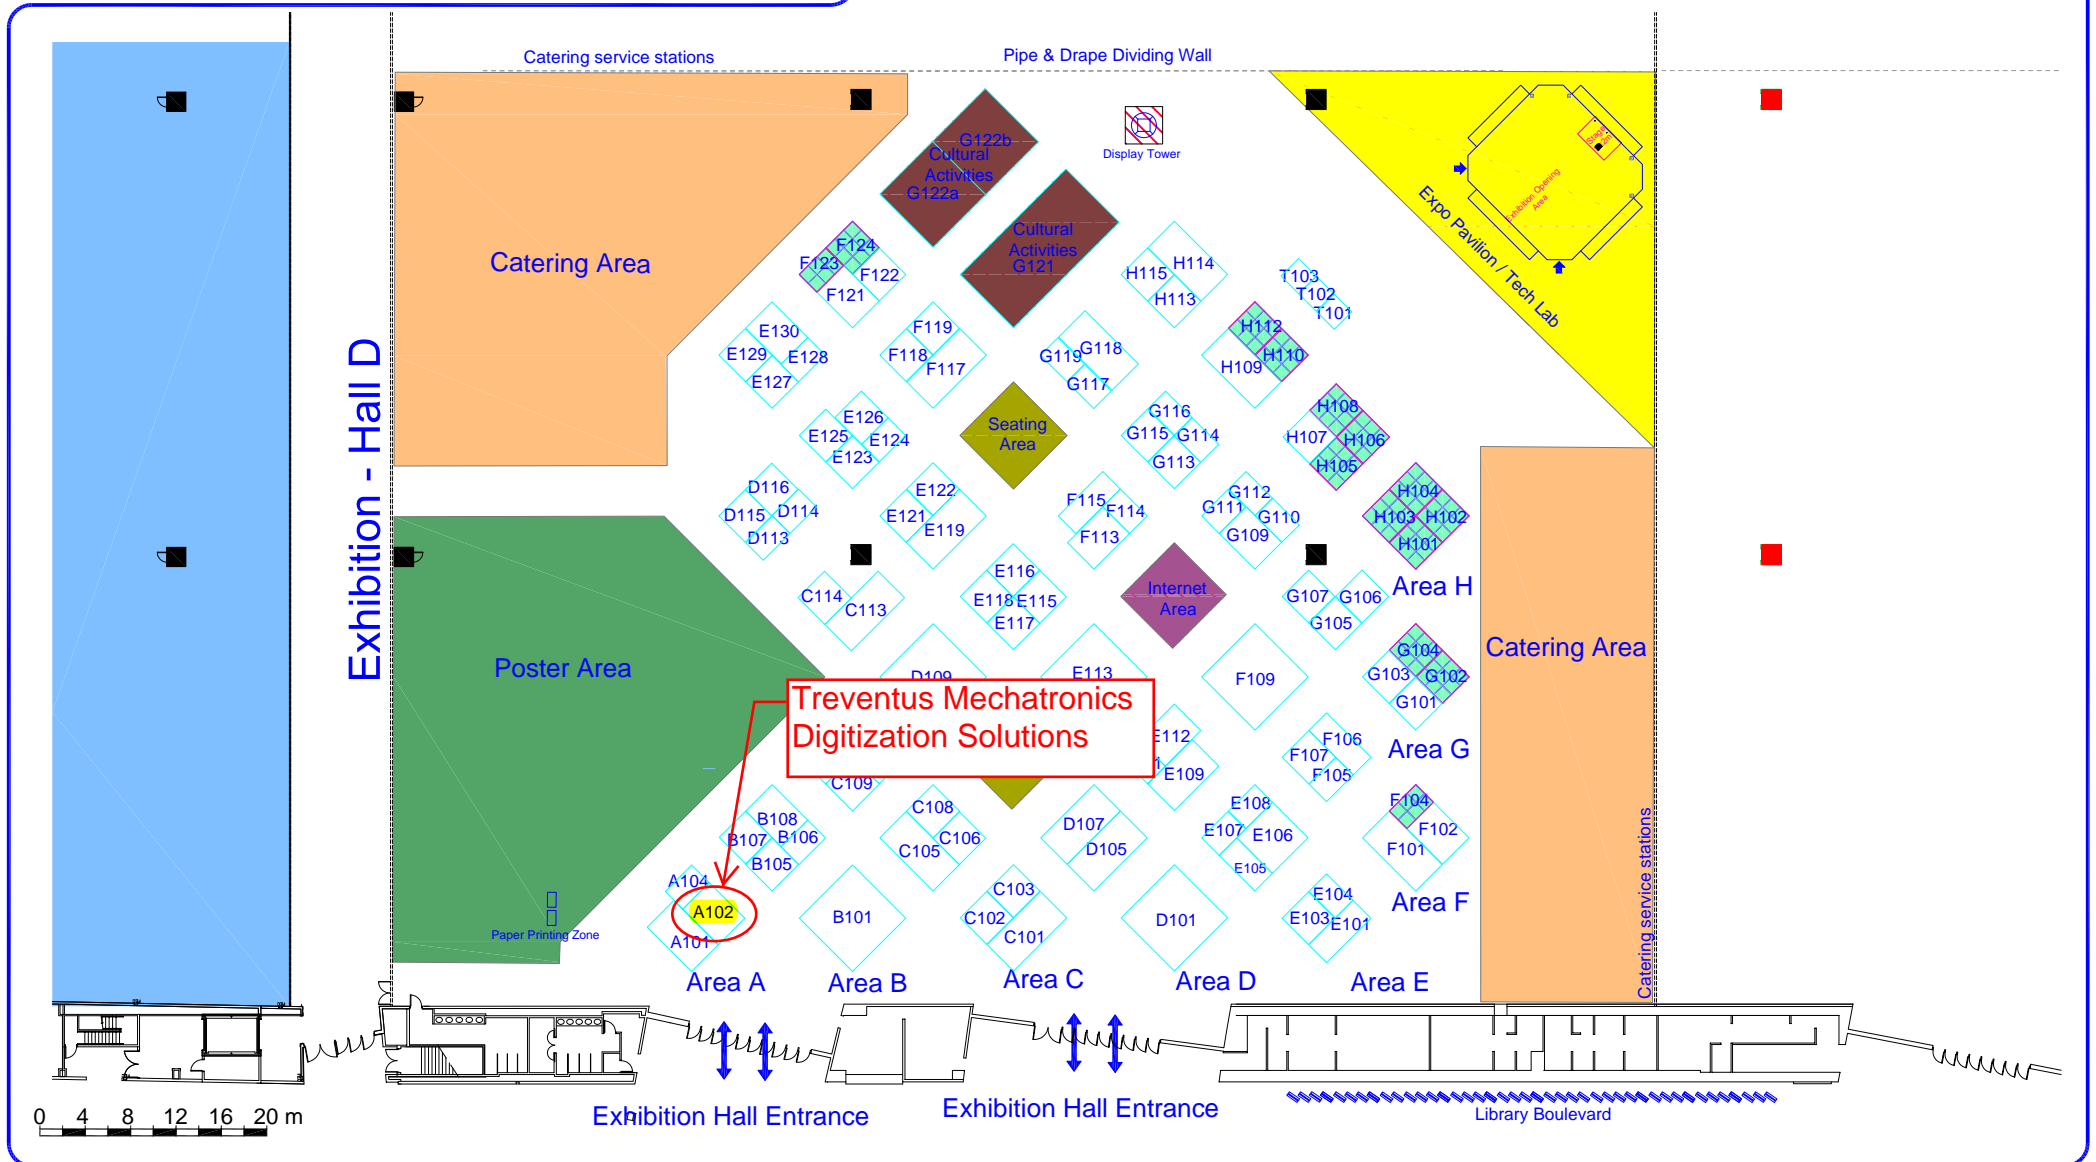 Catering service stations
Pipe & Drape Dividing Wall
Display Tower
G122b
Cultural
Activities
G122a
Cultural
Activities
G121
Stage
Exhibition Opening
Area
Expo Pavilion / Tech Lab
Catering Area
Exhibition - Hall D
F124
F123
F122
F121
H114
H115
H113
T103
T102
T101
E130
E129
E128
E127
F119
F118
F117
G118
G119
G117
H112
H110
H109
E126
E125
E124
E123
Seating
Area
G116
G115
G114
G113
H108
H107
H106
H105
D116
D115
D114
D113
E122
E121
E119
F115
F114
F113
G112
G111
G110
G109
H104
H103
H102
H101
Area H
C114
C113
E116
E118
E115
E117
Internet
Area
G107
G106
G105
Poster Area
D109
E113
F109
G104
G103
G102
G101
Area G
Catering Area
Treventus Mechatronics
Digitization Solutions
E112
E109
C109
F106
F107
F105
B108
B107
B106
B105
C108
C106
C105
D107
D105
E108
E107
E106
E105
F104
F102
F101
Area F
A104
A102
A101
B101
C103
C102
C101
D101
E104
E103
E101
Paper Printing Zone
Catering service stations
Area A
Area B
Area C
Area D
Area E
Exhibition Hall Entrance
Exhibition Hall Entrance
Library Boulevard
0 4 8 12 16 20 m